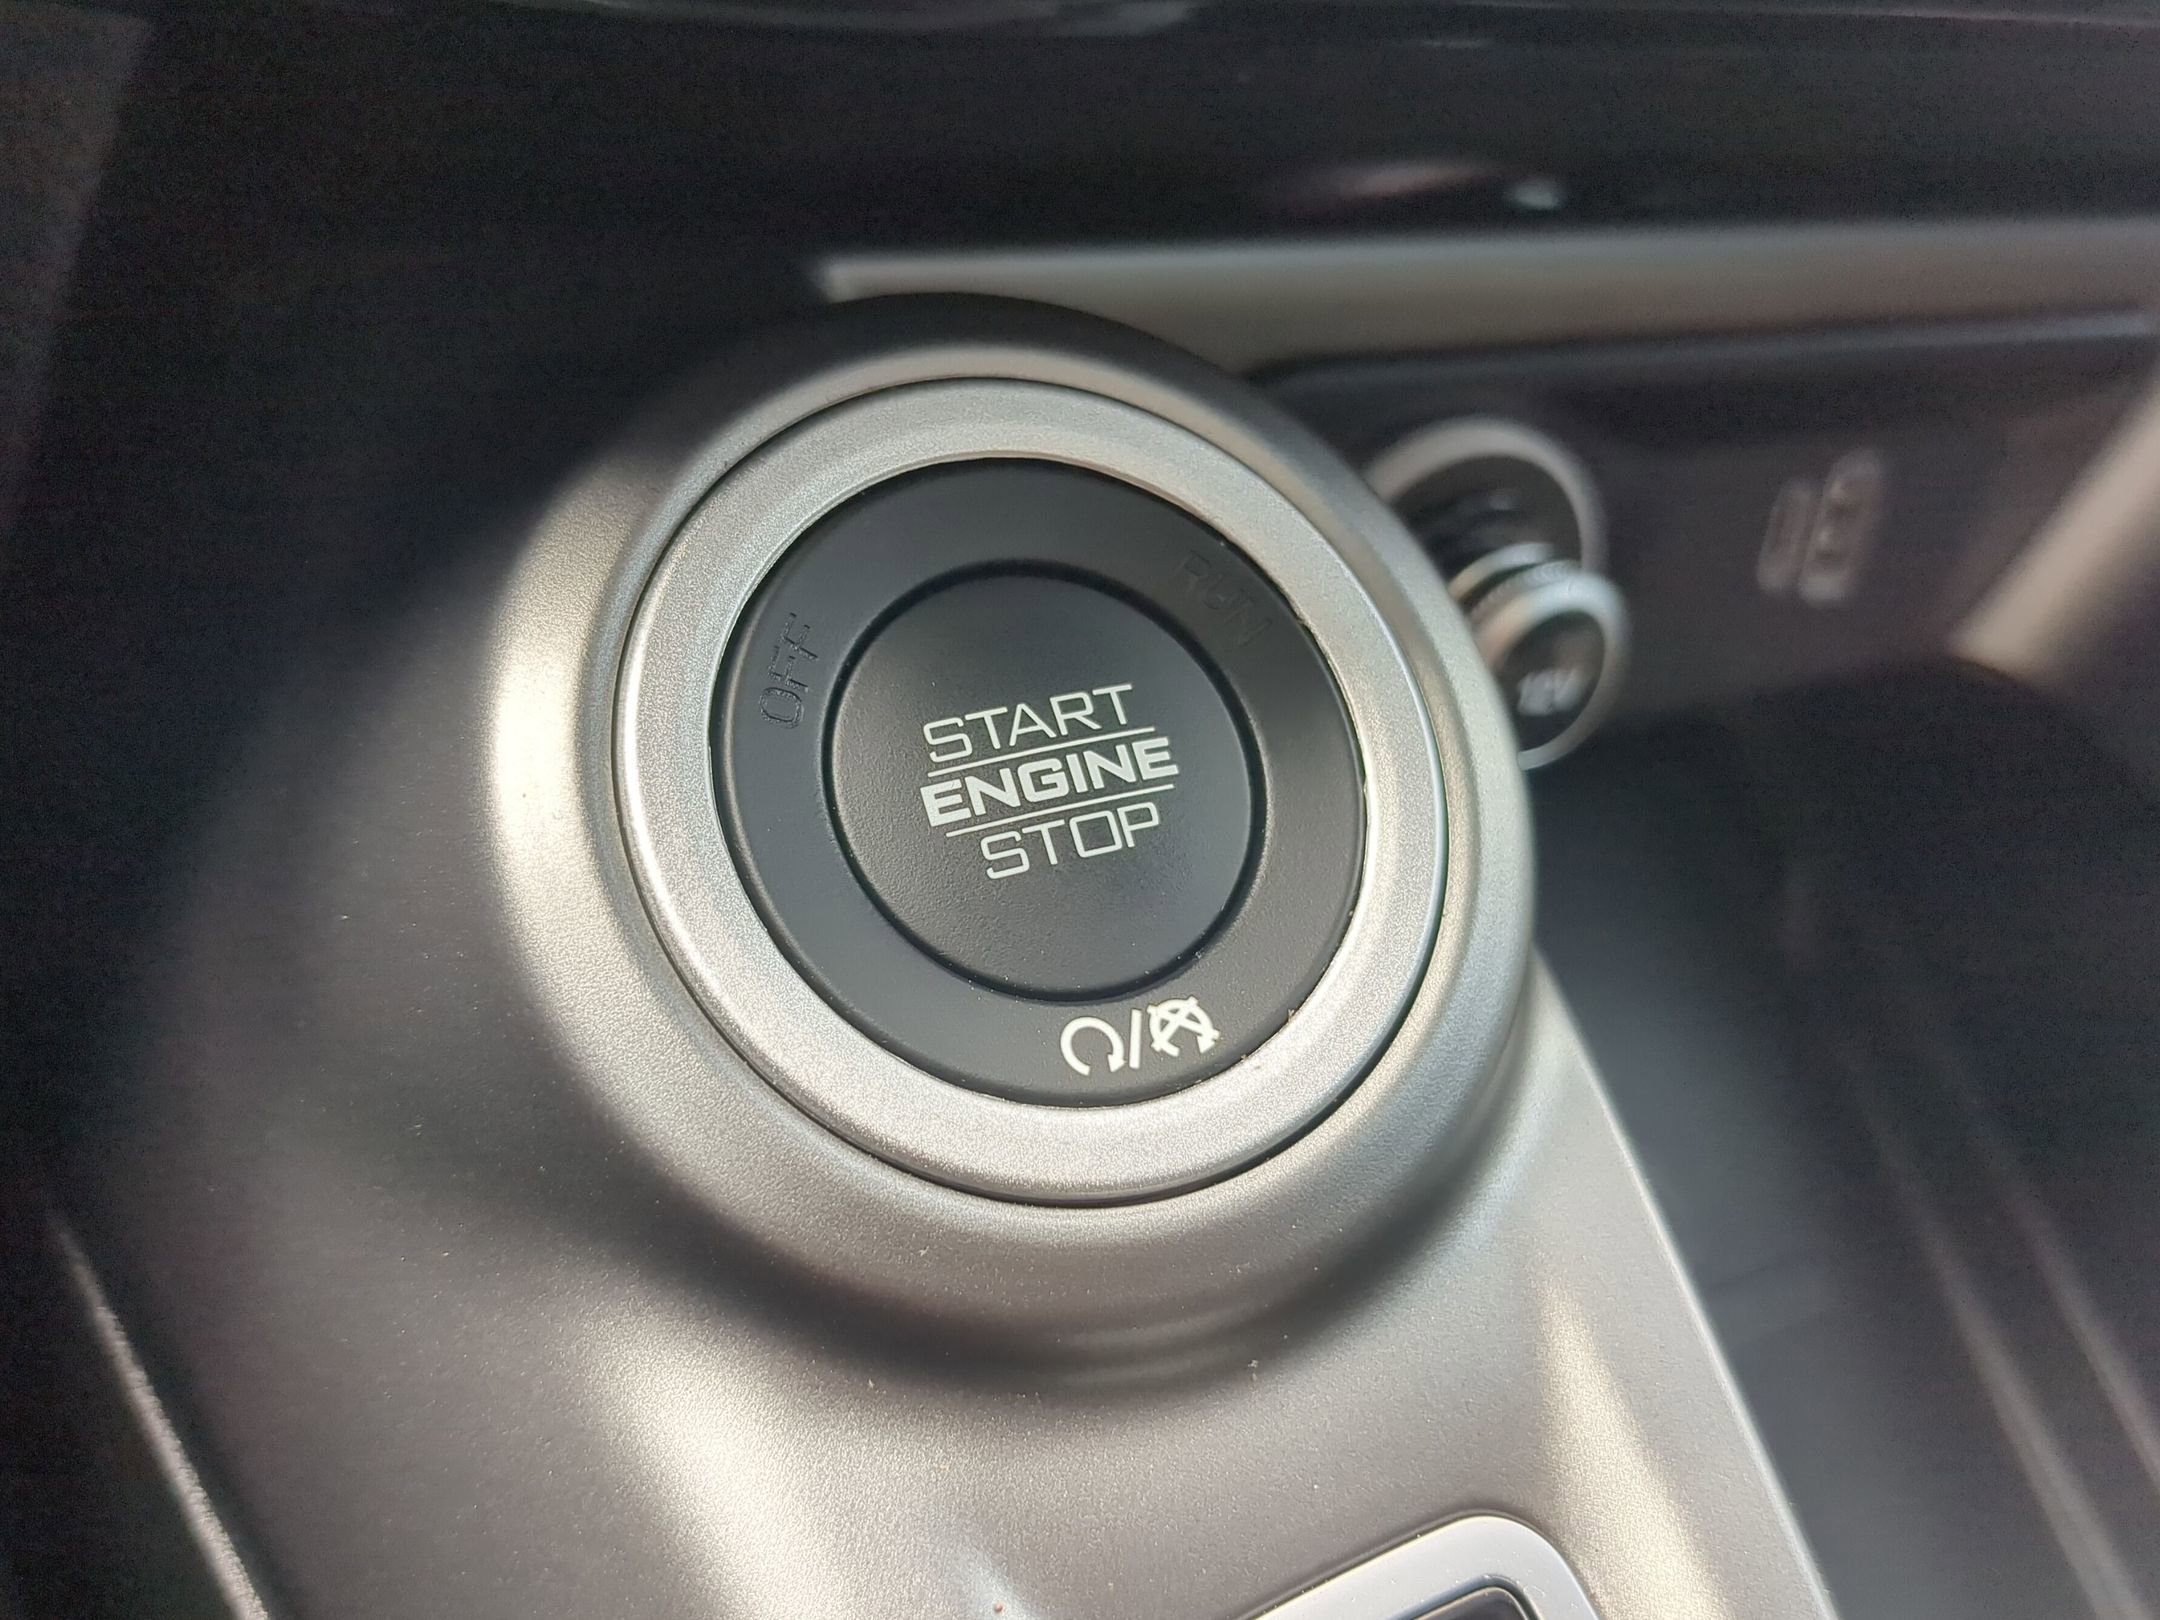 RUN
OFF
START
ENGINE
STOP
12V